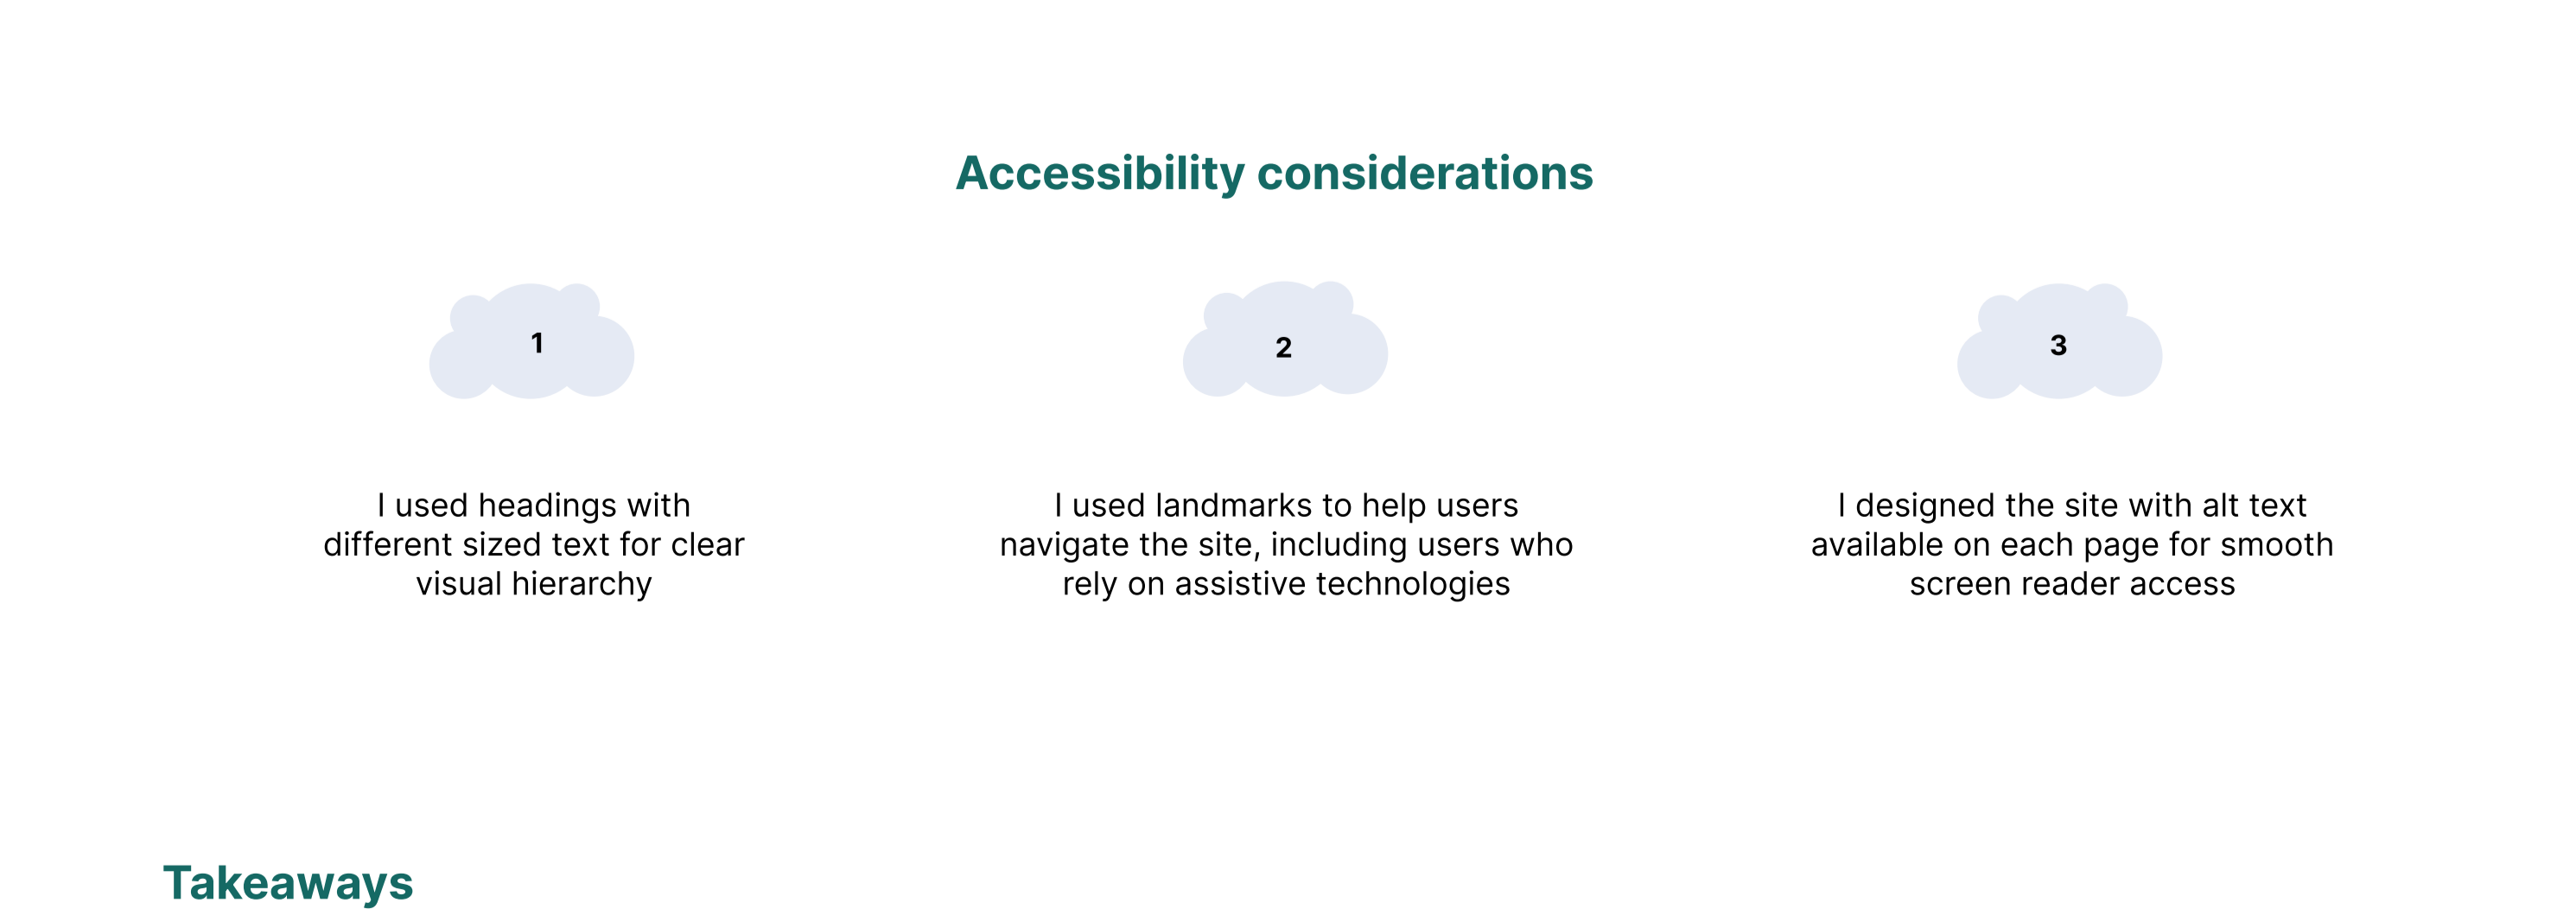 Accessibility considerations
1
I used headings with
different sized text for clear
visual hierarchy
2
I used landmarks to help users
navigate the site, including users who
rely on assistive technologies
3
I designed the site with alt text
available on each page for smooth
screen reader access
Takeaways